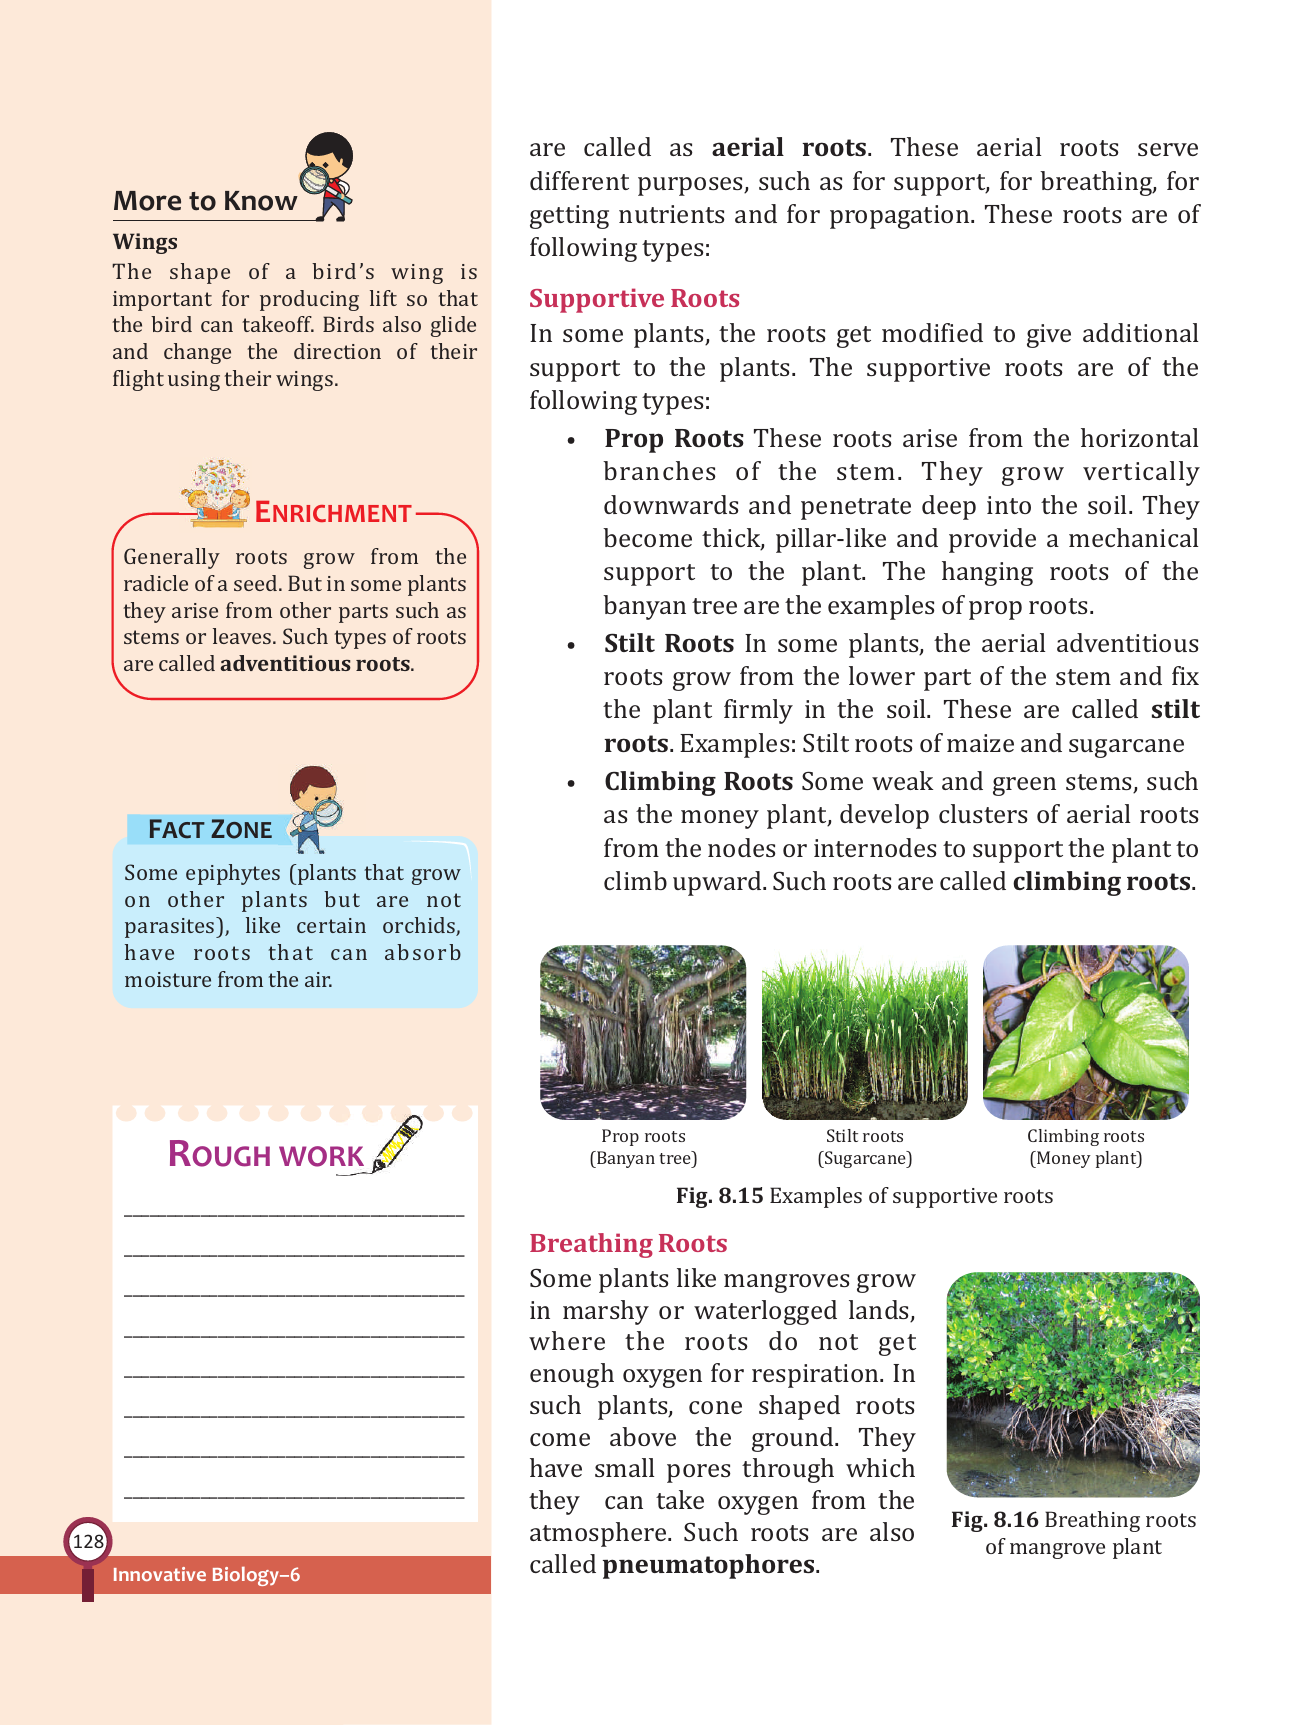 More to Know
Wings
The shape of a bird's wing is
important for producing lift so that
the bird can takeoff. Birds also glide
and change the direction of their
flight using their wings.
ENRICHMENT
Generally roots grow from the
radicle of a seed. But in some plants
they arise from other parts such as
stems or leaves. Such types of roots
are called adventitious roots.
FACT ZONE
Some epiphytes (plants that grow
on other plants but are not
parasites), like certain orchids,
have roots that can absorb
moisture from the air.
ROUGH WORK
128
Innovative Biology–6
are called as aerial roots. These aerial roots serve
different purposes, such as for support, for breathing, for
getting nutrients and for propagation. These roots are of
following types:
Supportive Roots
In some plants, the roots get modified to give additional
support to the plants. The supportive roots are of the
following types:
• Prop Roots These roots arise from the horizontal
branches of the stem. They grow vertically
downwards and penetrate deep into the soil. They
become thick, pillar-like and provide a mechanical
support to the plant. The hanging roots of the
banyan tree are the examples of prop roots.
• Stilt Roots In some plants, the aerial adventitious
roots grow from the lower part of the stem and fix
the plant firmly in the soil. These are called stilt
roots. Examples: Stilt roots of maize and sugarcane
• Climbing Roots Some weak and green stems, such
as the money plant, develop clusters of aerial roots
from the nodes or internodes to support the plant to
climb upward. Such roots are called climbing roots.
Prop roots
(Banyan tree)
Stilt roots
(Sugarcane)
Climbing roots
(Money plant)
Fig. 8.15 Examples of supportive roots
Breathing Roots
Some plants like mangroves grow
in marshy or waterlogged lands,
where the roots do not get
enough oxygen for respiration. In
such plants, cone shaped roots
come above the ground. They
have small pores through which
they can take oxygen from the
atmosphere. Such roots are also
called pneumatophores.
Fig. 8.16 Breathing roots
of mangrove plant